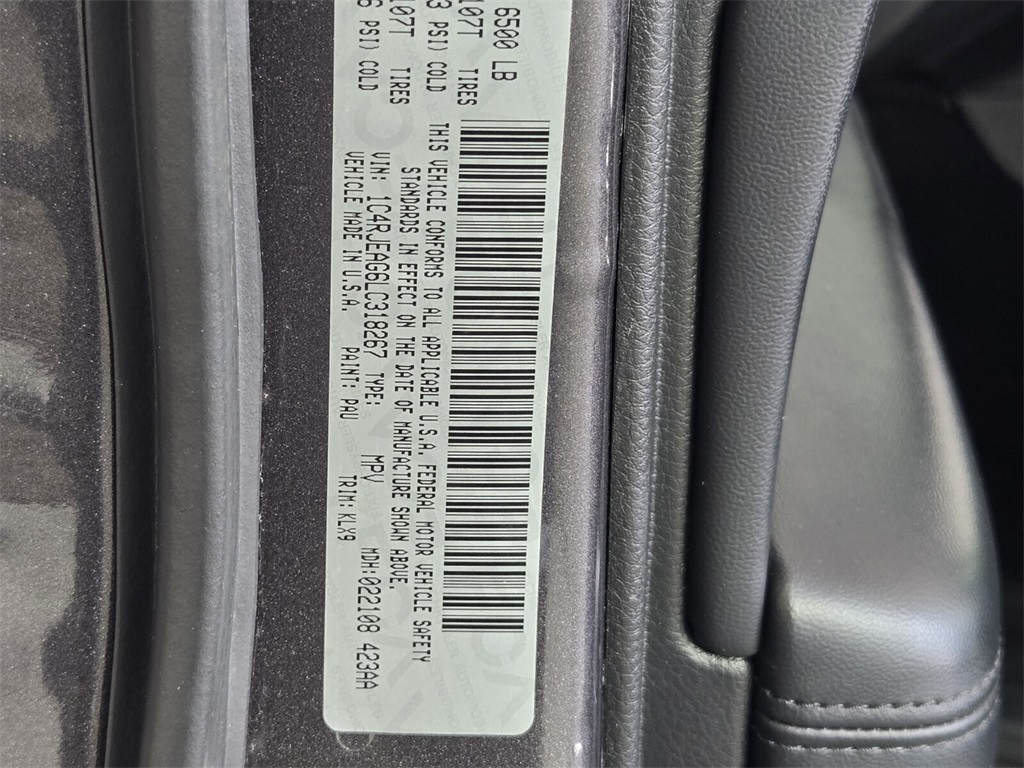 6500 LB
107T TIRES
3 PSI) COLD
107T TIRES
6 PSI) COLD
THIS VEHICLE CONFORMS TO ALL APPLICABLE U.S.A. FEDERAL MOTOR VEHICLE SAFETY
STANDARDS IN EFFECT ON THE DATE OF MANUFACTURE SHOWN ABOVE.
VIN: 1C4RJEAG6LC318267 TYPE: MPV MDH:022108 423AA
VEHICLE MADE IN U.S.A. PAINT: PAU TRIM:KLX9